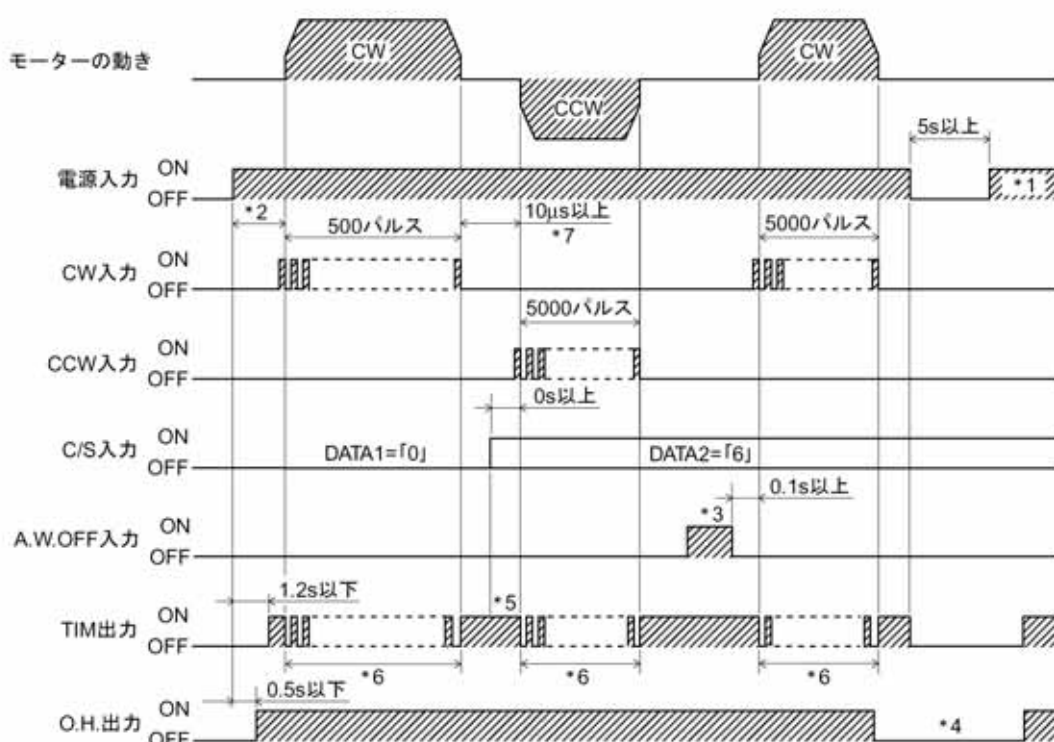 モーターの動き
CW
CCW
CW
5s以上
電源入力
ON
OFF
*1
*2
500パルス
10µs以上
*7
5000パルス
CW入力
ON
OFF
5000パルス
CCW入力
ON
OFF
0s以上
C/S入力
ON
OFF
DATA1=「0」
DATA2=「6」
0.1s以上
A.W.OFF入力
ON
OFF
*3
1.2s以下
*5
TIM出力
ON
OFF
*6
*6
*6
0.5s以下
O.H.出力
ON
OFF
*4